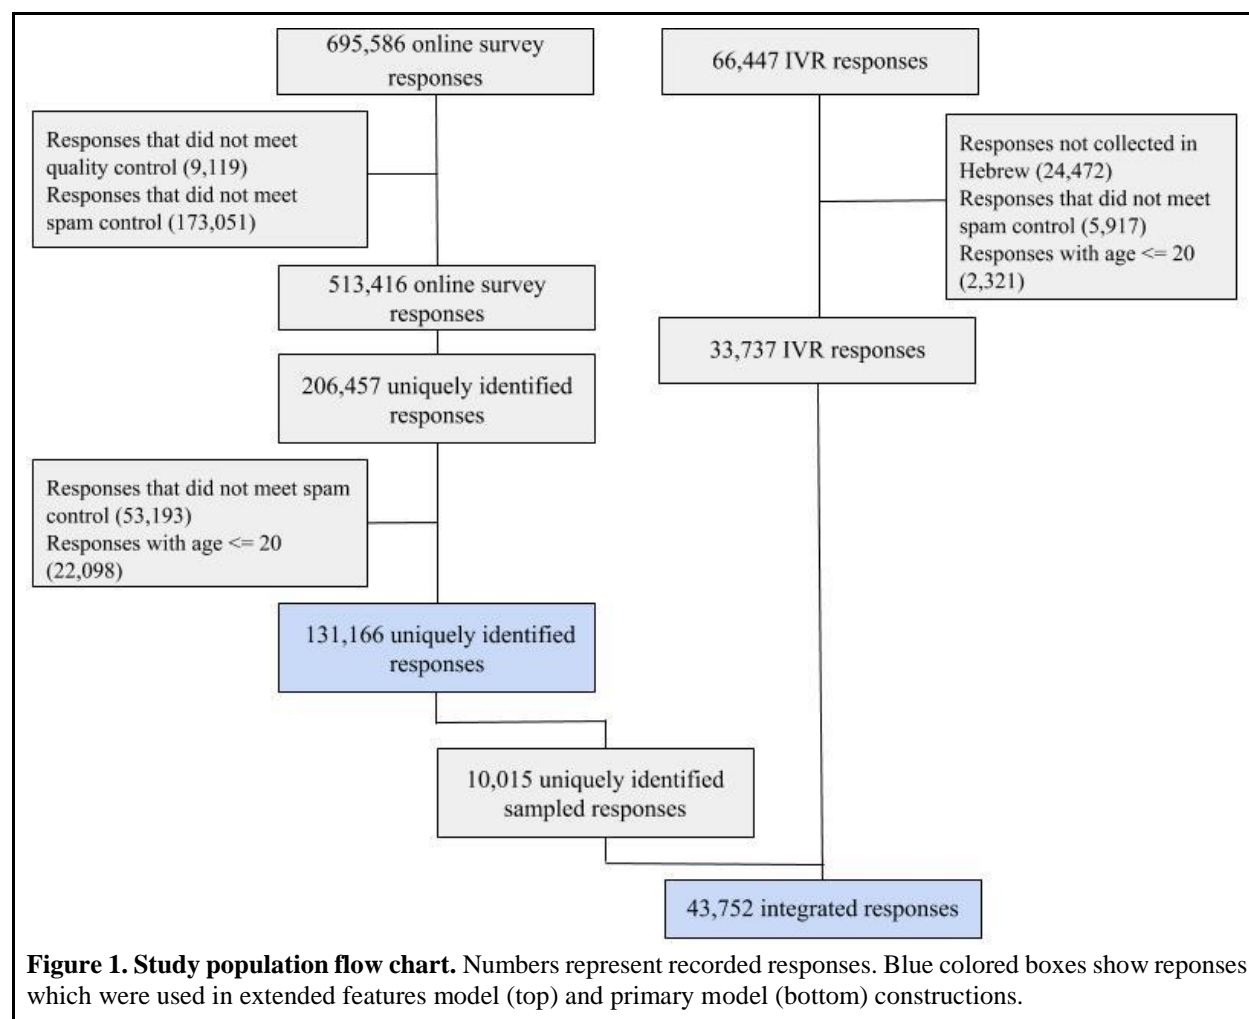 695,586 online survey
responses
66,447 IVR responses
Responses that did not meet
quality control (9,119)
Responses that did not meet
spam control (173,051)
Responses not collected in
Hebrew (24,472)
Responses that did not meet
spam control (5,917)
Responses with age <= 20
(2,321)
513,416 online survey
responses
33,737 IVR responses
206,457 uniquely identified
responses
Responses that did not meet spam
control (53,193)
Responses with age <= 20
(22,098)
131,166 uniquely identified
responses
10,015 uniquely identified
sampled responses
43,752 integrated responses
Figure 1. Study population flow chart. Numbers represent recorded responses. Blue colored boxes show reponses
which were used in extended features model (top) and primary model (bottom) constructions.